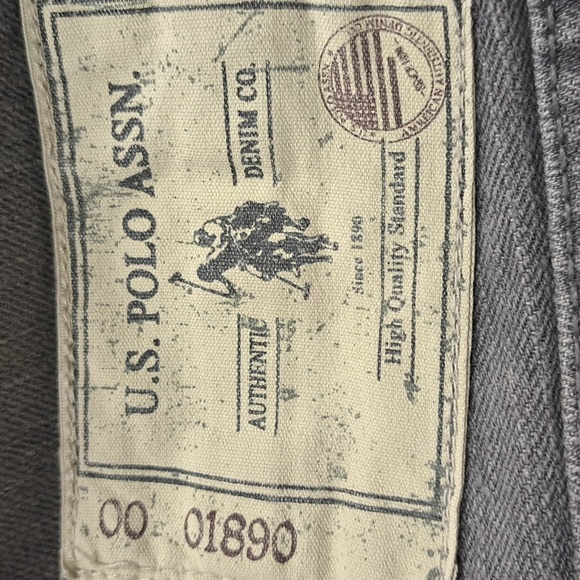 U.S. POLO ASSN.
AUTHENTIC DENIM CO.
Since 1890
High Quality Standard
00 01890